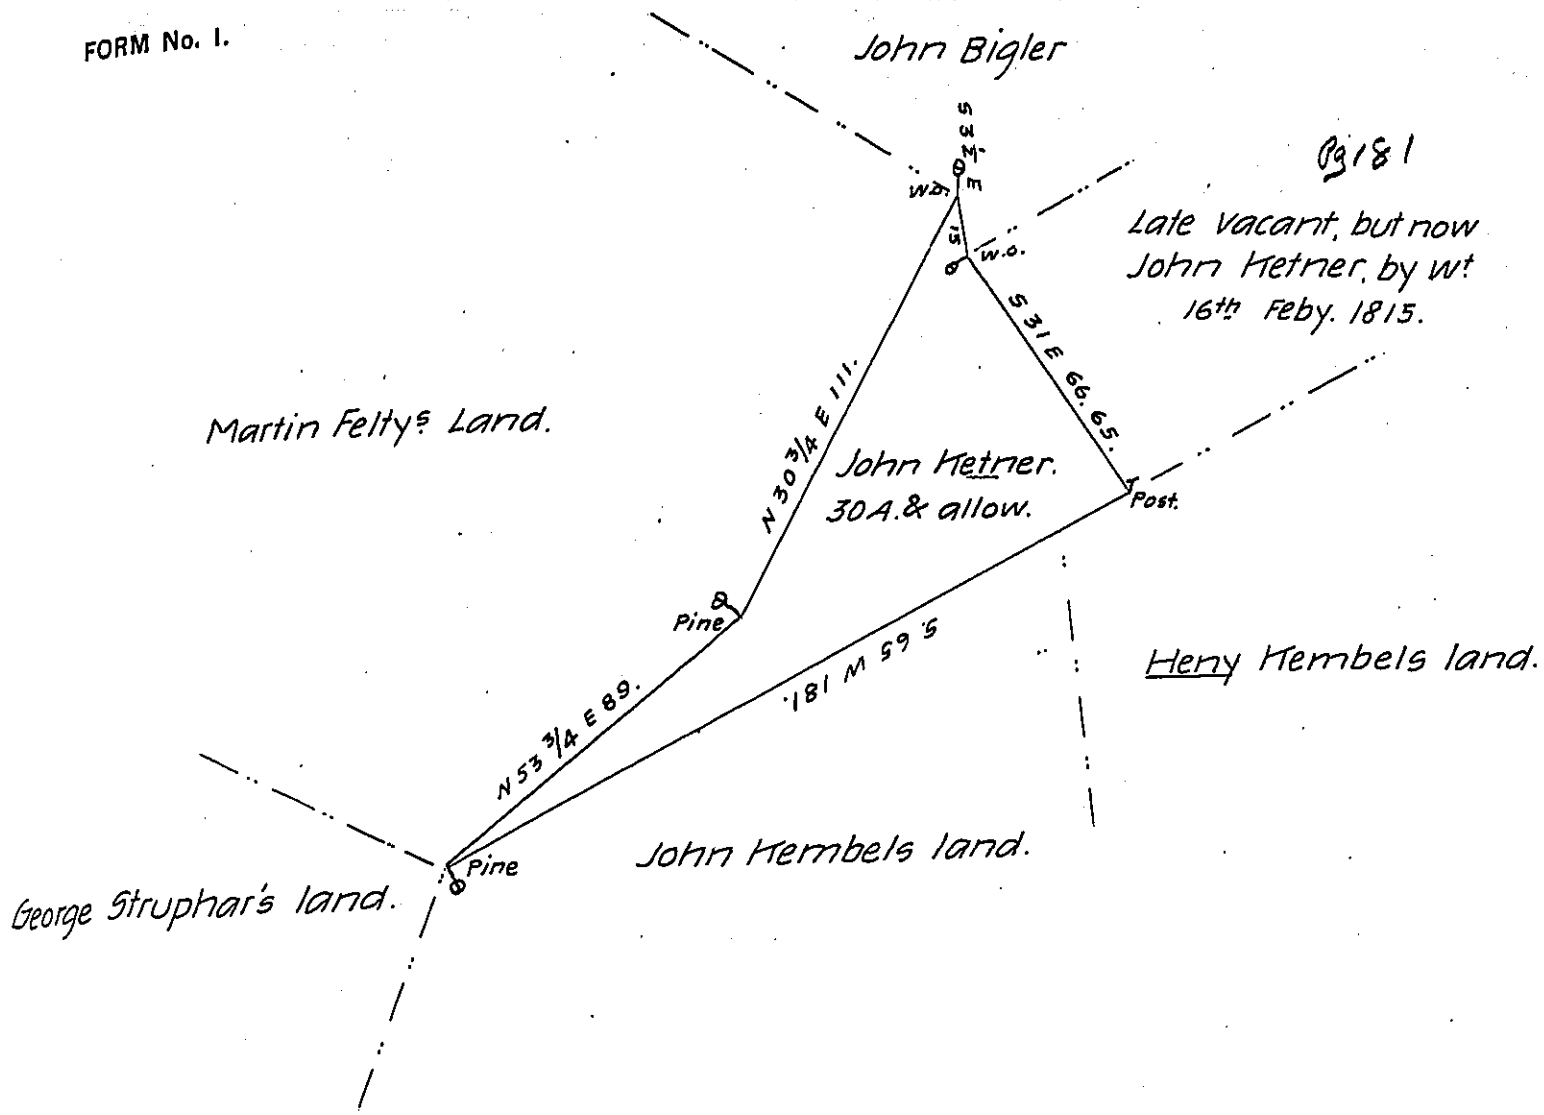 FORM No. 1.
John Bigler
S 3½ E
15
Pg 181
W.O.
W.O.
Late vacant, but now
John Ketner, by Wt
16th Feby. 1815.
S 31 E 66.65.
N 30 3/4 E 111.
Martin Felty's Land.
John Ketner.
30A. & allow.
Post.
Pine
S. 65 W 181.
Heny Kembels land.
N 53 3/4 E 89.
John Kembels land.
Pine
George Struphar's land.